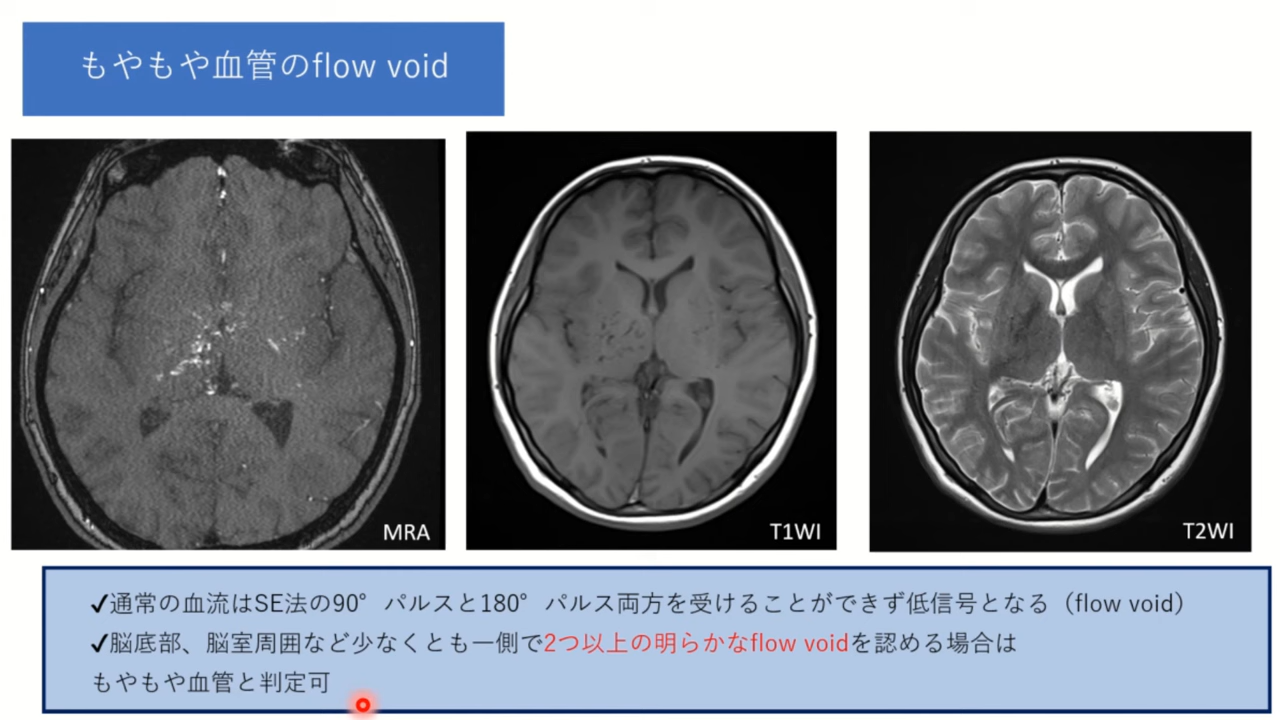 もやもや血管のflow void
MRA
T1WI
T2WI
✓通常の血流はSE法の90°パルスと180°パルス両方を受けることができず低信号となる（flow void）
✓脳底部、脳室周囲など少なくとも一側で2つ以上の明らかなflow voidを認める場合は
もやもや血管と判定可